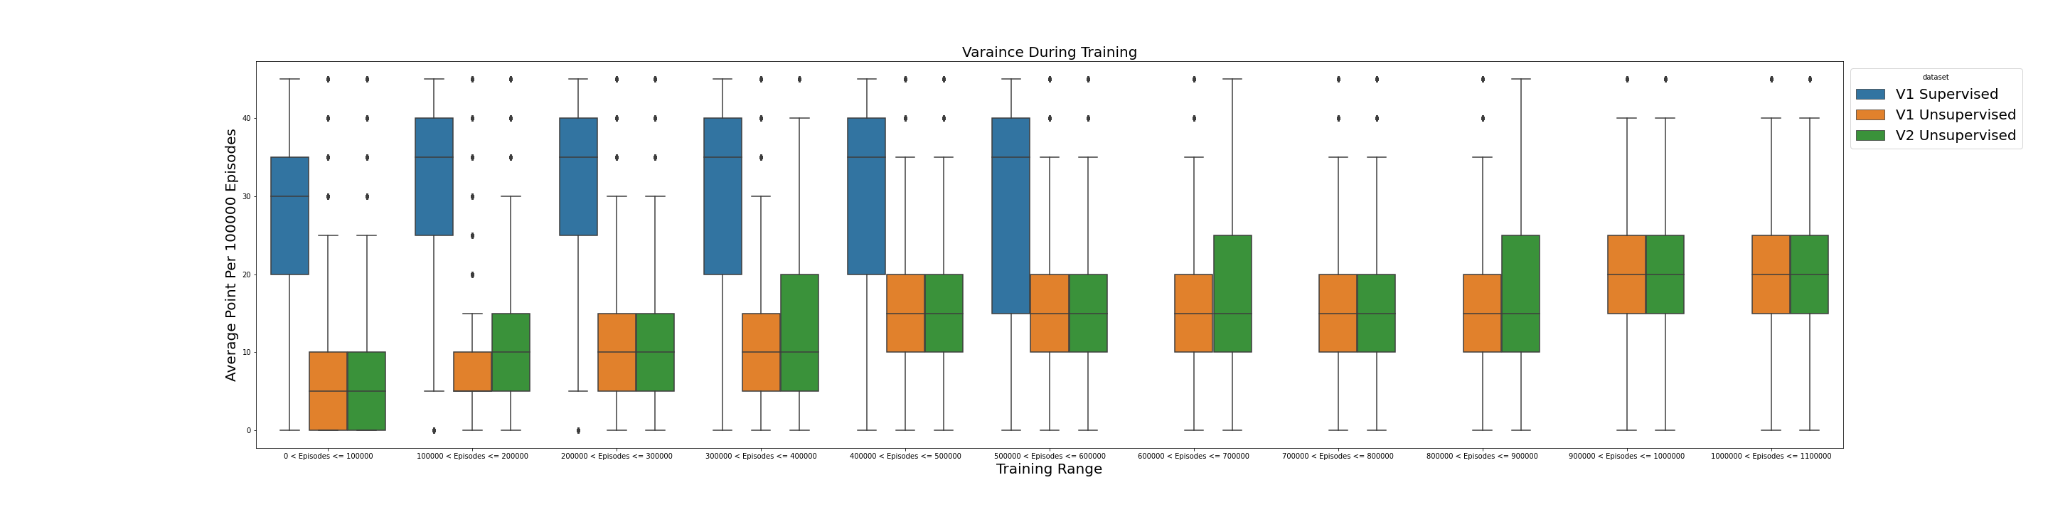 Varaince During Training
Average Point Per 100000 Episodes
40
30
20
10
0
0 < Episodes <= 100000
100000 < Episodes <= 200000
200000 < Episodes <= 300000
300000 < Episodes <= 400000
400000 < Episodes <= 500000
500000 < Episodes <= 600000
600000 < Episodes <= 700000
700000 < Episodes <= 800000
800000 < Episodes <= 900000
900000 < Episodes <= 1000000
1000000 < Episodes <= 1100000
Training Range
dataset
V1 Supervised
V1 Unsupervised
V2 Unsupervised